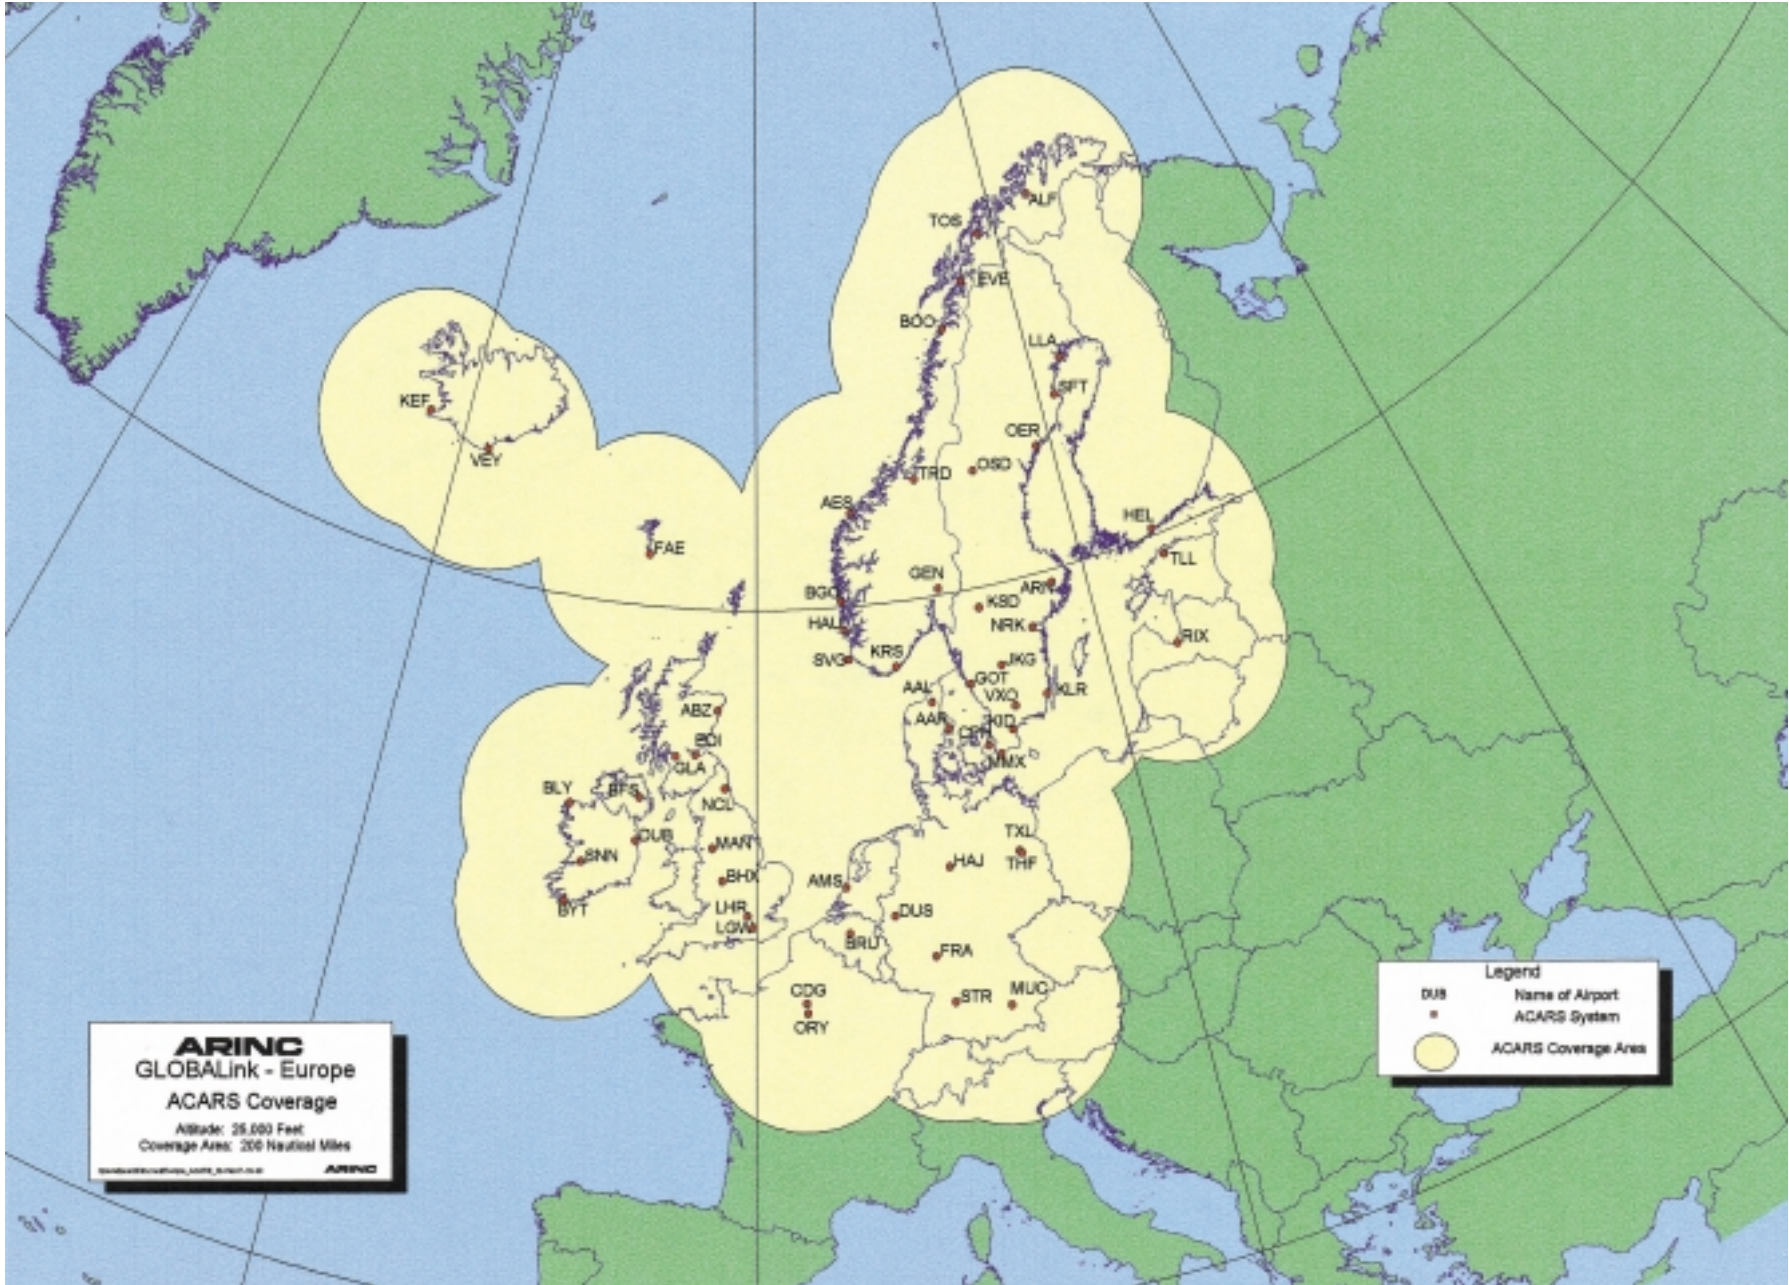 ALF
TOS
EVE
BOO
LLA
SFT
KEF
OER
VEY
OSD
TRD
AES
HEL
FAE
TLL
GEN
ARN
BGO
KSD
HAU
NRK
RIX
SVG
KRS
JKG
GOT
AAL
VXO
KLR
ABZ
AAR
KID
CPH
EDI
MMX
GLA
BLY
BFS
NCL
TXL
DUB
MAN
SNN
HAJ
THF
BHX
AMS
BYT
LHR
DUS
LGW
BRU
FRA
CDG
STR
MUC
ORY
Legend
DUB Name of Airport
ACARS System
ACARS Coverage Area
ARINC
GLOBALink - Europe
ACARS Coverage
Altitude: 25,000 Feet
Coverage Area: 200 Nautical Miles
ARINC